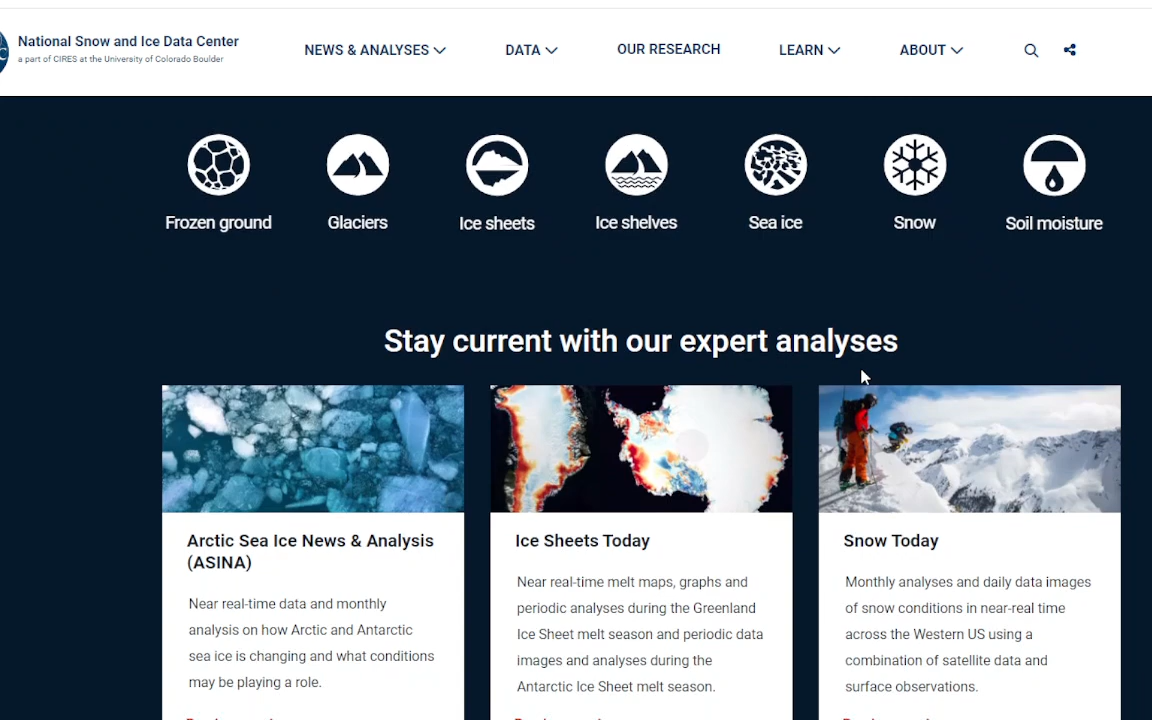 National Snow and Ice Data Center
a part of CIRES at the University of Colorado Boulder
NEWS & ANALYSES
DATA
OUR RESEARCH
LEARN
ABOUT
Frozen ground
Glaciers
Ice sheets
Ice shelves
Sea ice
Snow
Soil moisture
Stay current with our expert analyses
Arctic Sea Ice News & Analysis
(ASINA)
Near real-time data and monthly
analysis on how Arctic and Antarctic
sea ice is changing and what conditions
may be playing a role.
Ice Sheets Today
Near real-time melt maps, graphs and
periodic analyses during the Greenland
Ice Sheet melt season and periodic data
images and analyses during the
Antarctic Ice Sheet melt season.
Snow Today
Monthly analyses and daily data images
of snow conditions in near-real time
across the Western US using a
combination of satellite data and
surface observations.